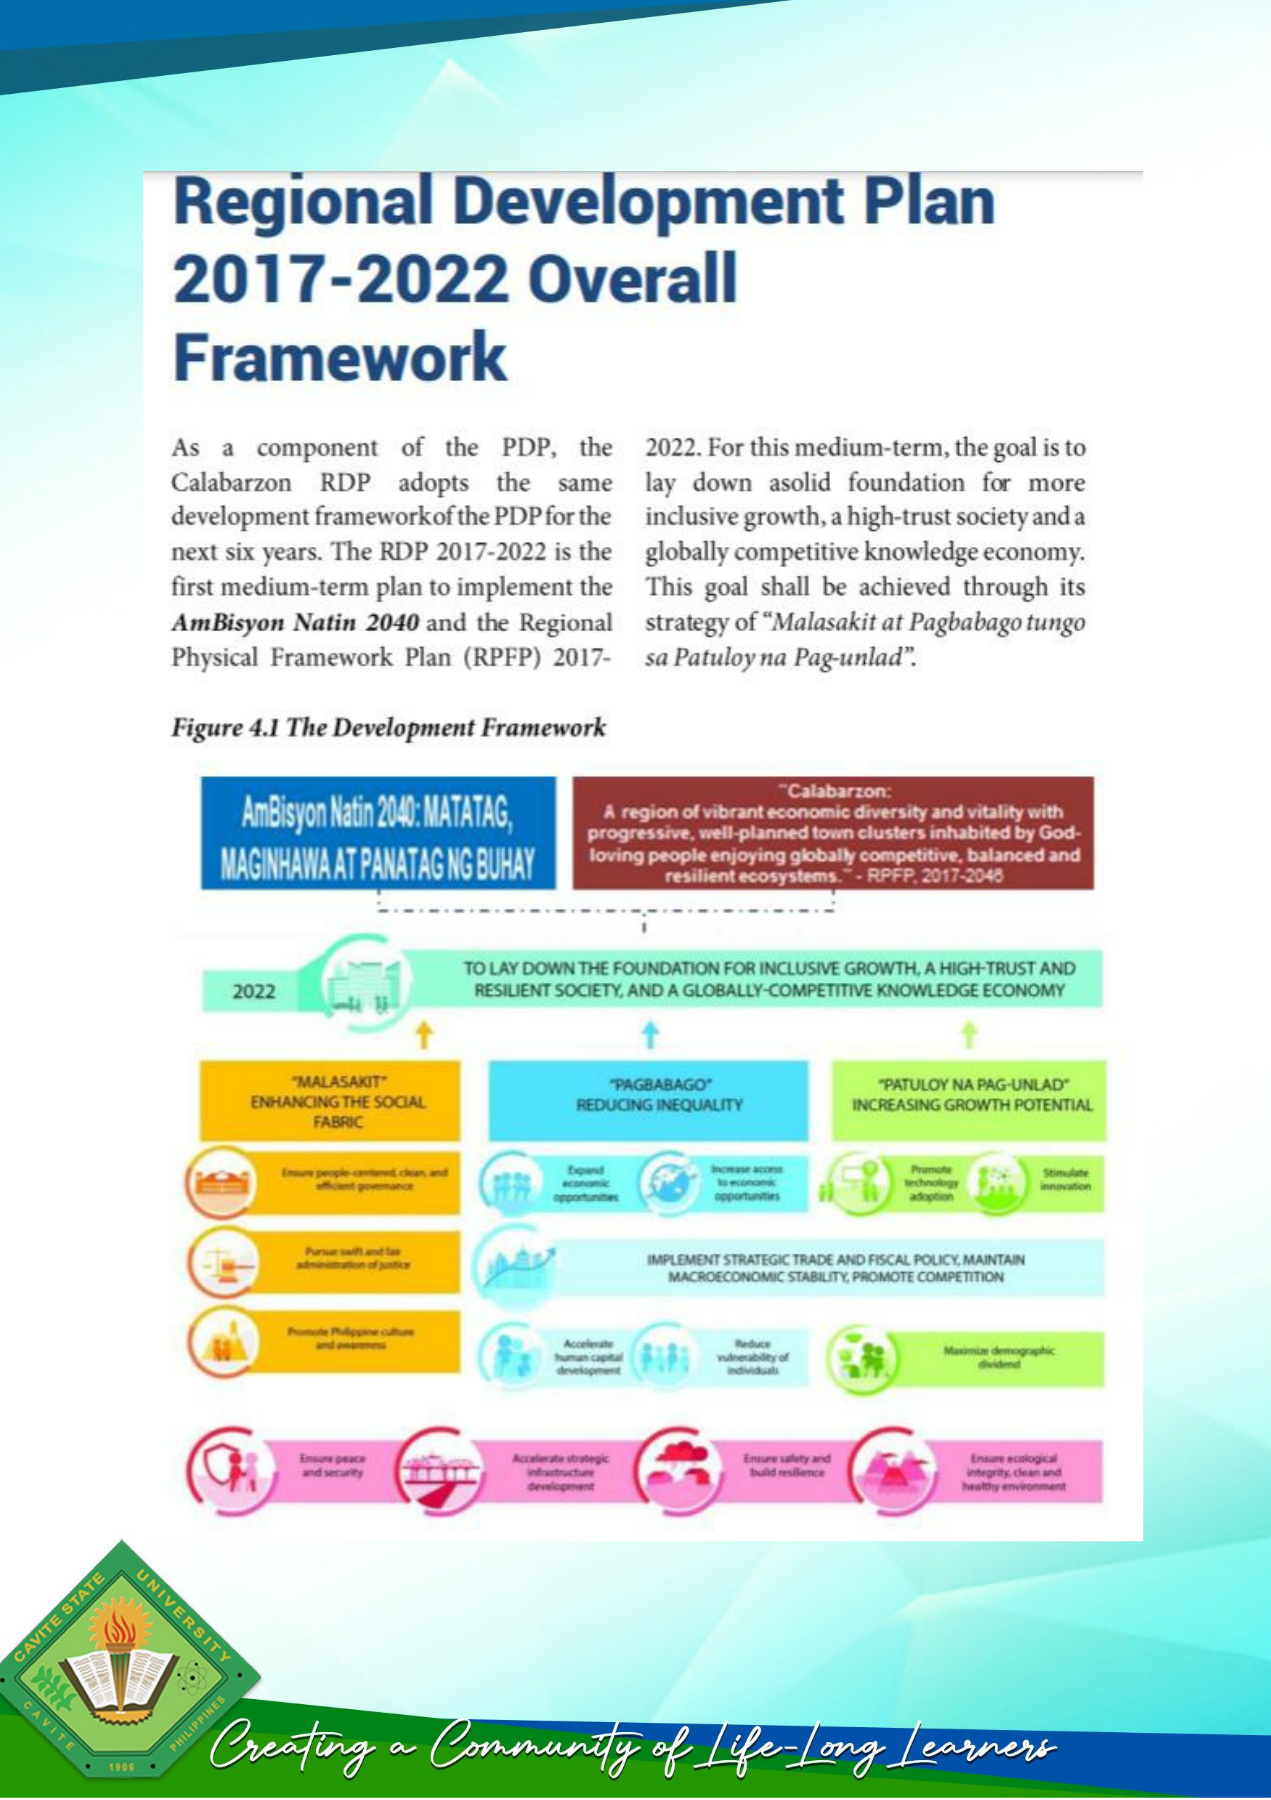 Regional Development Plan
2017-2022 Overall
Framework
As a component of the PDP, the
Calabarzon RDP adopts the same
development framework of the PDP for the
next six years. The RDP 2017-2022 is the
first medium-term plan to implement the
AmBisyon Natin 2040 and the Regional
Physical Framework Plan (RPFP) 2017-
2022. For this medium-term, the goal is to
lay down asolid foundation for more
inclusive growth, a high-trust society and a
globally competitive knowledge economy.
This goal shall be achieved through its
strategy of “Malasakit at Pagbabago tungo
sa Patuloy na Pag-unlad”.
Figure 4.1 The Development Framework
AmBisyon Natin 2040: MATATAG,
MAGINHAWA AT PANATAG NG BUHAY
"Calabarzon:
A region of vibrant economic diversity and vitality with
progressive, well-planned town clusters inhabited by God-
loving people enjoying globally competitive, balanced and
resilient ecosystems." - RPFP, 2017-2046
2022
TO LAY DOWN THE FOUNDATION FOR INCLUSIVE GROWTH, A HIGH-TRUST AND
RESILIENT SOCIETY, AND A GLOBALLY-COMPETITIVE KNOWLEDGE ECONOMY
"MALASAKIT"
ENHANCING THE SOCIAL
FABRIC
"PAGBABAGO"
REDUCING INEQUALITY
"PATULOY NA PAG-UNLAD"
INCREASING GROWTH POTENTIAL
Ensure people-centered, clean, and
efficient governance
Expand
economic
opportunities
Increase access
to economic
opportunities
Promote
technology
adoption
Stimulate
innovation
Pursue swift and fair
administration of justice
IMPLEMENT STRATEGIC TRADE AND FISCAL POLICY, MAINTAIN
MACROECONOMIC STABILITY, PROMOTE COMPETITION
Promote Philippine culture
and awareness
Accelerate
human capital
development
Reduce
vulnerability of
individuals
Maximize demographic
dividend
Ensure peace
and security
Accelerate strategic
infrastructure
development
Ensure safety and
build resilience
Ensure ecological
integrity, clean and
healthy environment
CAVITE STATE UNIVERSITY
CAVITE
1906
PHILIPPINES
Creating a Community of Life-Long Learners